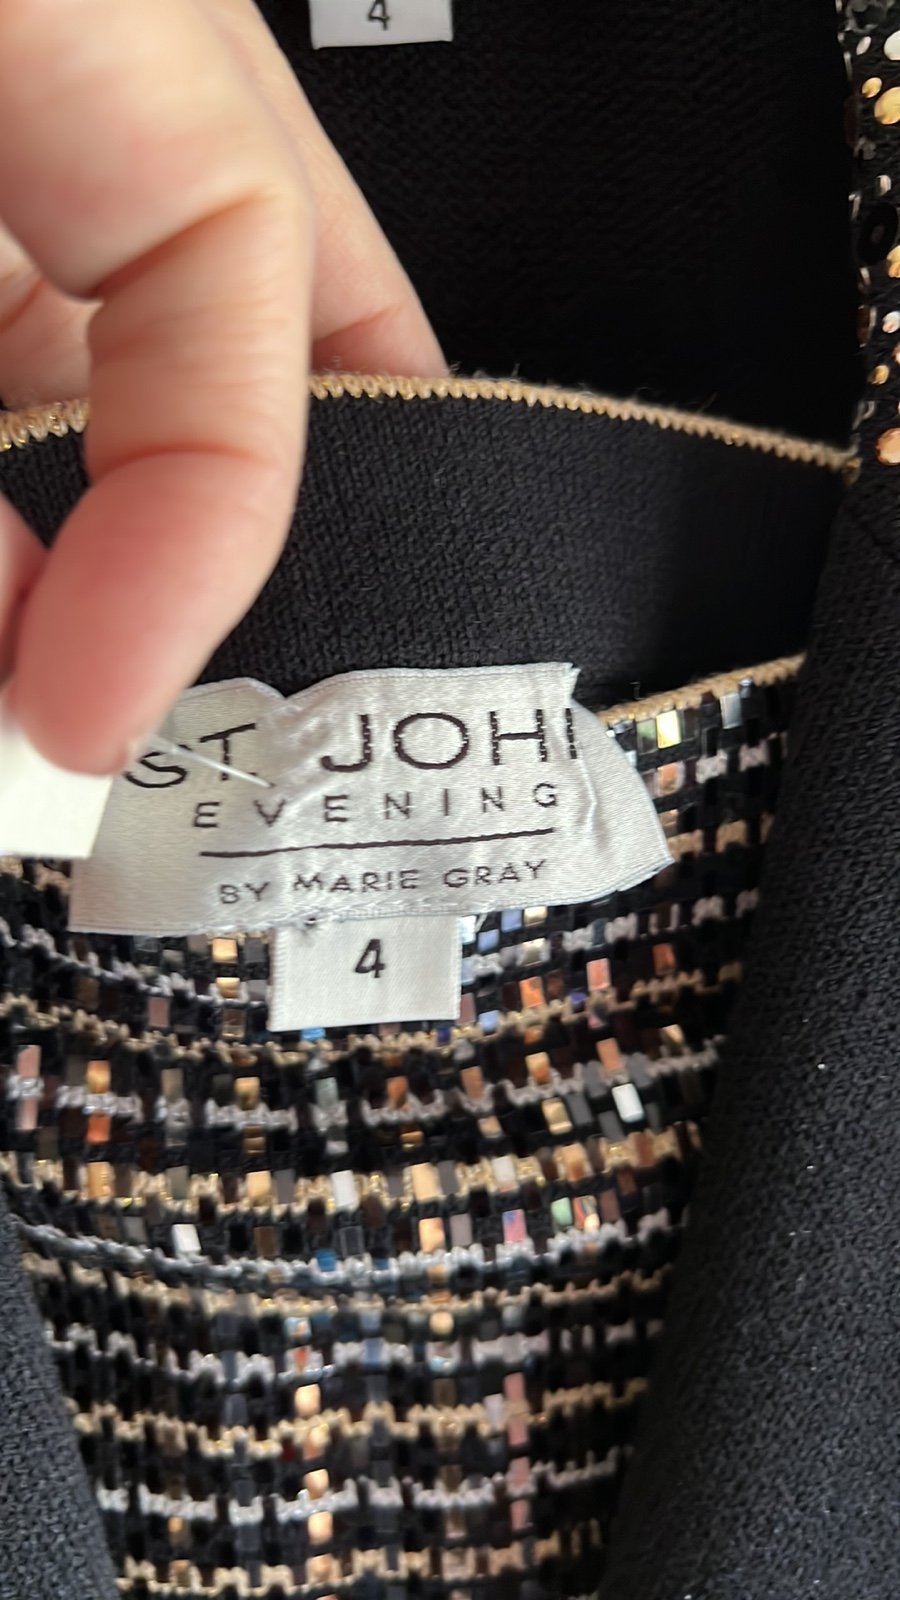 4
ST. JOH
EVENING
BY MARIE GRAY
4